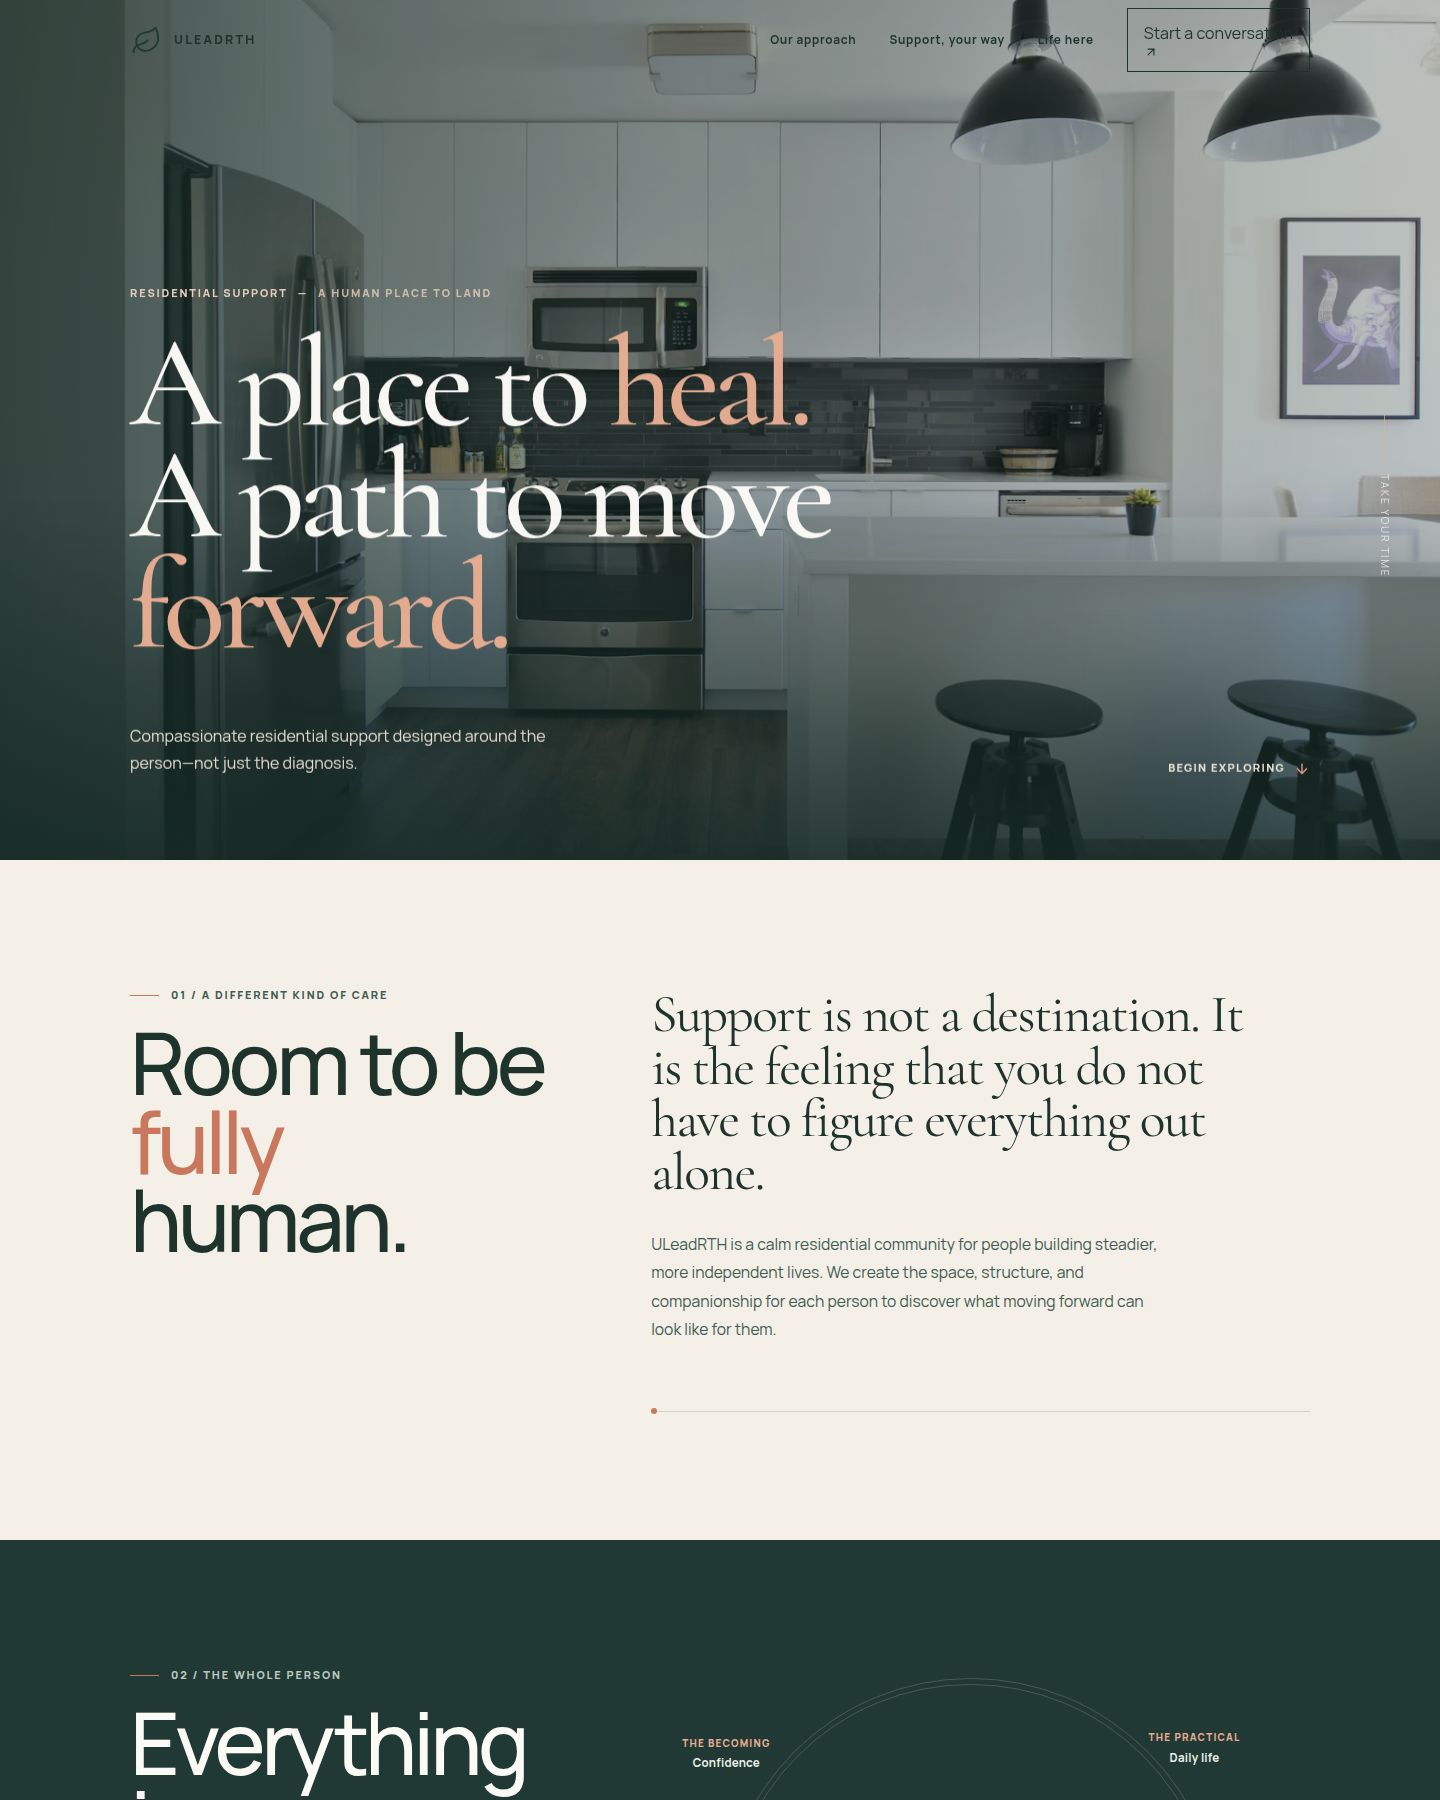 ULEADRTH
Our approach
Support, your way
Life here
Start a conversation
RESIDENTIAL SUPPORT — A HUMAN PLACE TO LAND
A place to heal.
A path to move
forward.
TAKE YOUR TIME
Compassionate residential support designed around the
person—not just the diagnosis.
BEGIN EXPLORING
01 / A DIFFERENT KIND OF CARE
Room to be
fully
human.
Support is not a destination. It
is the feeling that you do not
have to figure everything out
alone.
ULeadRTH is a calm residential community for people building steadier,
more independent lives. We create the space, structure, and
companionship for each person to discover what moving forward can
look like for them.
02 / THE WHOLE PERSON
Everything
THE BECOMING
Confidence
THE PRACTICAL
Daily life